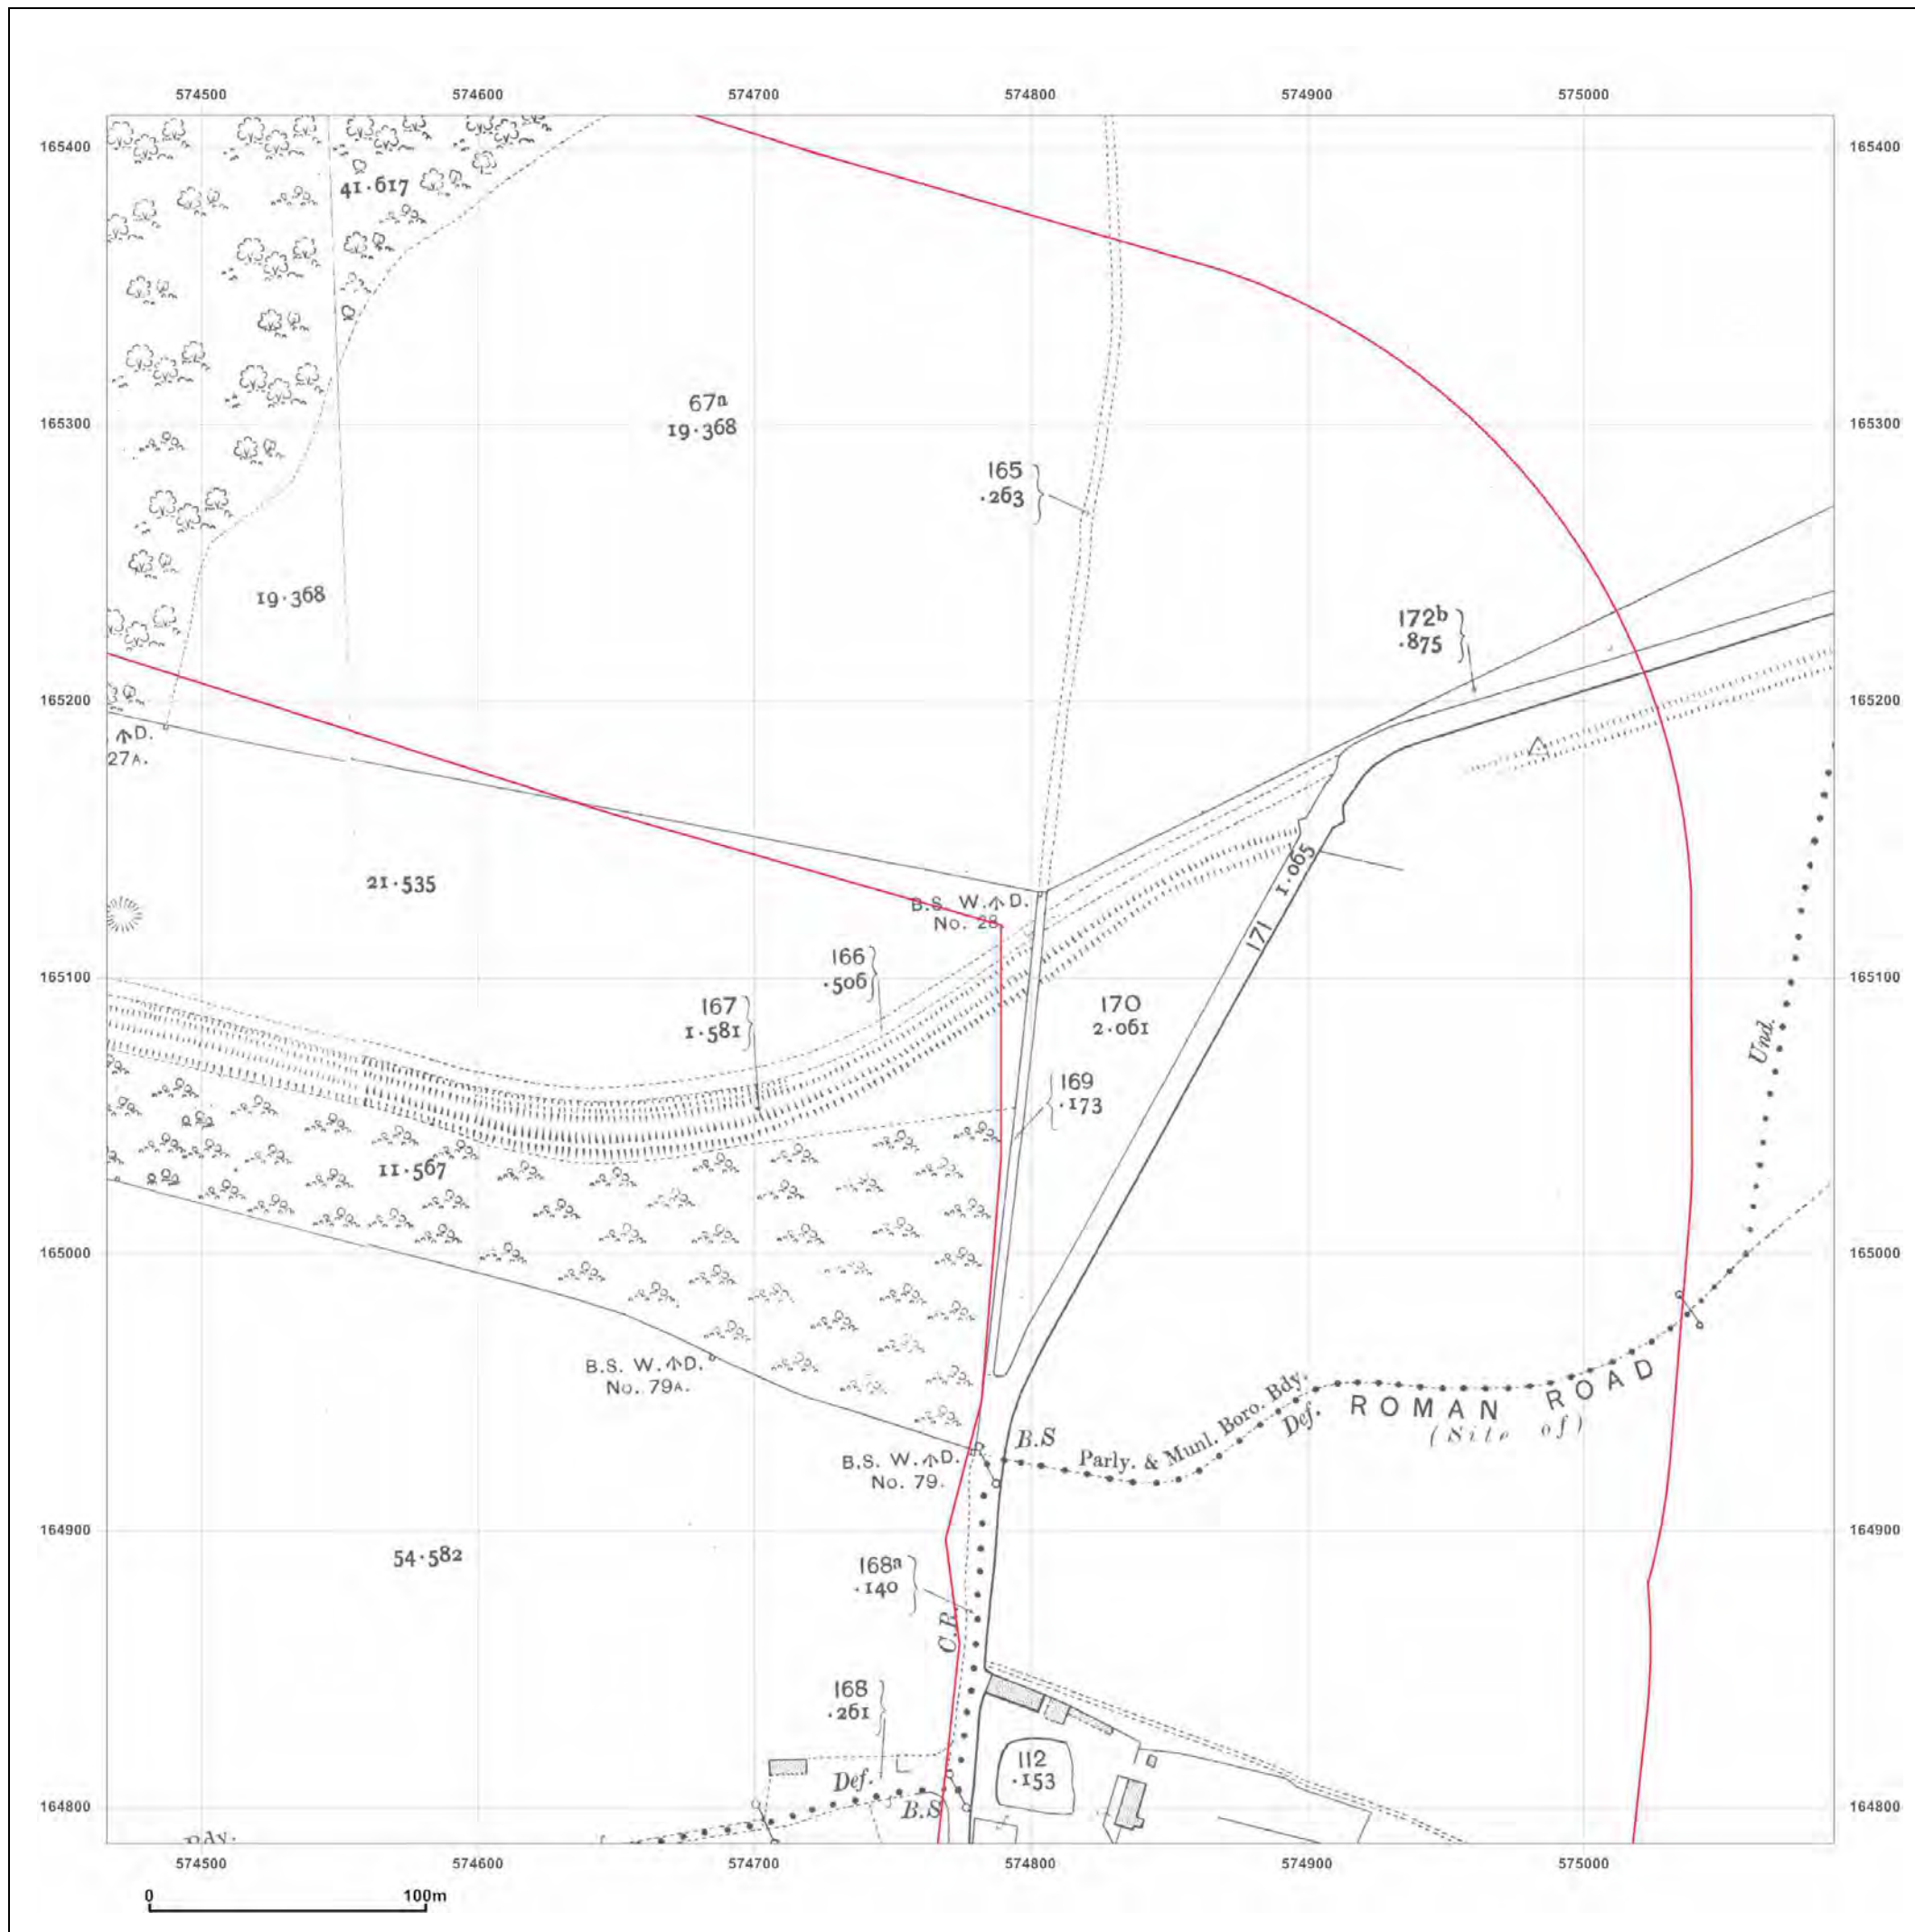 574500 574600 574700 574800 574900 575000
165400 165400
41·617
67a
19·368
165300 165300
165
·263
19·368
172b
·875
165200 165200
D.
27A.
21·535
1·065
B.S. W. D.
No. 28
171
166
·506
165100 165100
167
1·581
170
2·061
Und.
169
·173
11·567
165000 165000
B.S. W. D.
No. 79A.
ROMAN ROAD
(Site of)
Parly. & Munl. Boro. Bdy.
Def.
B.S
B.S. W. D.
No. 79.
164900 164900
54·582
168a
·140
C.R.
168
·261
112
·153
Def.
B.S
164800 164800
Bdy.
574500 574600 574700 574800 574900 575000
0 100m